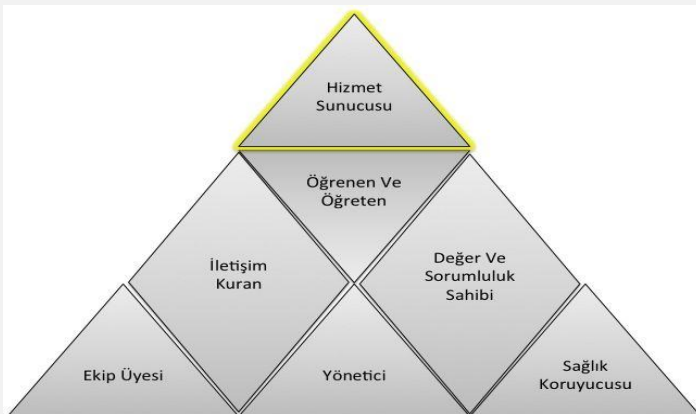 Hizmet
Sunucusu
Öğrenen Ve
Öğreten
İletişim
Kuran
Değer Ve
Sorumluluk
Sahibi
Ekip Üyesi
Yönetici
Sağlık
Koruyucusu